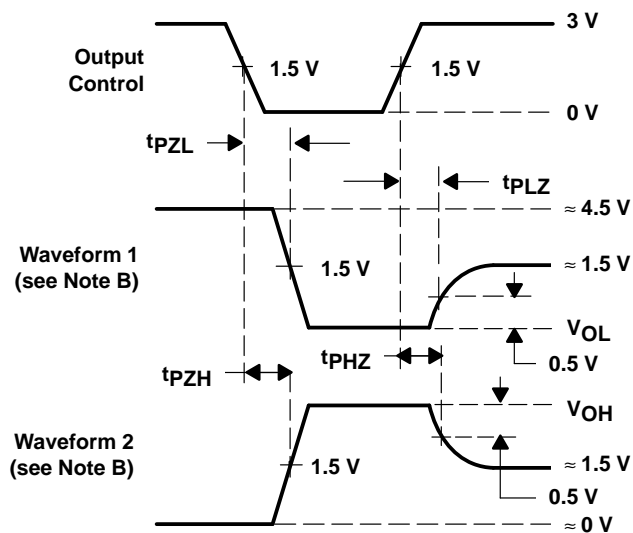 3 V
Output
Control
1.5 V
1.5 V
0 V
tPZL
tPLZ
≈ 4.5 V
Waveform 1
(see Note B)
1.5 V
≈ 1.5 V
VOL
0.5 V
tPZH
tPHZ
VOH
Waveform 2
(see Note B)
1.5 V
≈ 1.5 V
0.5 V
≈ 0 V